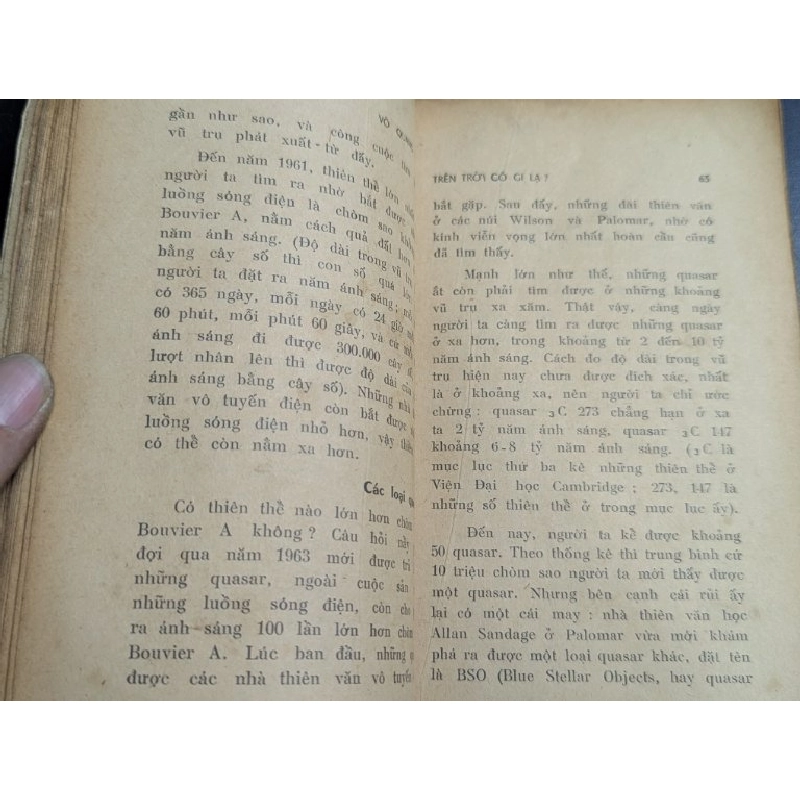 VÔ
gần như sao, và công cuộc
vũ trụ phát xuất từ đấy.
Đến năm 1961, thiên thể lớn
người ta tìm ra nhờ bắt được
luồng sóng điện là chòm sao
Bouvier A, nằm cách quả đất
năm ánh sáng. (Độ dài trong vũ
bằng cây số thì con số quá
người ta đặt ra năm ánh sáng;
có 365 ngày, mỗi ngày có 24 giờ
60 phút, mỗi phút 60 giây, và cứ
ánh sáng đi được 300.000 cây
lượt nhân lên thì được độ dài của
ánh sáng bằng cây số). Những
văn vô tuyến điện còn bắt được
luồng sóng điện nhỏ hơn, vậy
có thể còn nằm xa hơn.
Các loại
Có thiên thể nào lớn hơn
Bouvier A không? Câu hỏi này
đợi qua năm 1963 mới được
những quasar, ngoài cuộc
những luồng sóng điện, còn cho
ra ánh sáng 100 lần lớn hơn
Bouvier A. Lúc ban đầu, những
được các nhà thiên văn vô
TRÊN TRỜI CÓ GÌ LẠ? 65
bắt gặp. Sau đấy, những đài thiên văn
ở các núi Wilson và Palomar, nhờ có
kính viễn vọng lớn nhất hoàn cầu cũng
đã tìm thấy.
Mạnh lớn như thế, những quasar
ắt còn phải tìm được ở những khoảng
vũ trụ xa xăm. Thật vậy, càng ngày
người ta càng tìm ra được những quasar
ở xa hơn, trong khoảng từ 2 đến 10 tỷ
năm ánh sáng. Cách đo độ dài trong vũ
trụ hiện nay chưa được đích xác, nhất
là ở khoảng xa, nên người ta chỉ ước
chừng: quasar ₃C 273 chẳng hạn ở xa
ta 2 tỷ năm ánh sáng, quasar ₃C 147
khoảng 6-8 tỷ năm ánh sáng. (₃C là
mục lục thứ ba kê những thiên thể ở
Viện Đại học Cambridge; 273, 147 là
những số thiên thể ở trong mục lục ấy).
Đến nay, người ta kể được khoảng
50 quasar. Theo thống kê thì trung bình cứ
10 triệu chòm sao người ta mới thấy được
một quasar. Nhưng bên cạnh cái rủi ấy
lại có một cái may: nhà thiên văn học
Allan Sandage ở Palomar vừa mới khám
phá ra được một loại quasar khác, đặt tên
là BSO (Blue Stellar Objects, hay quasar